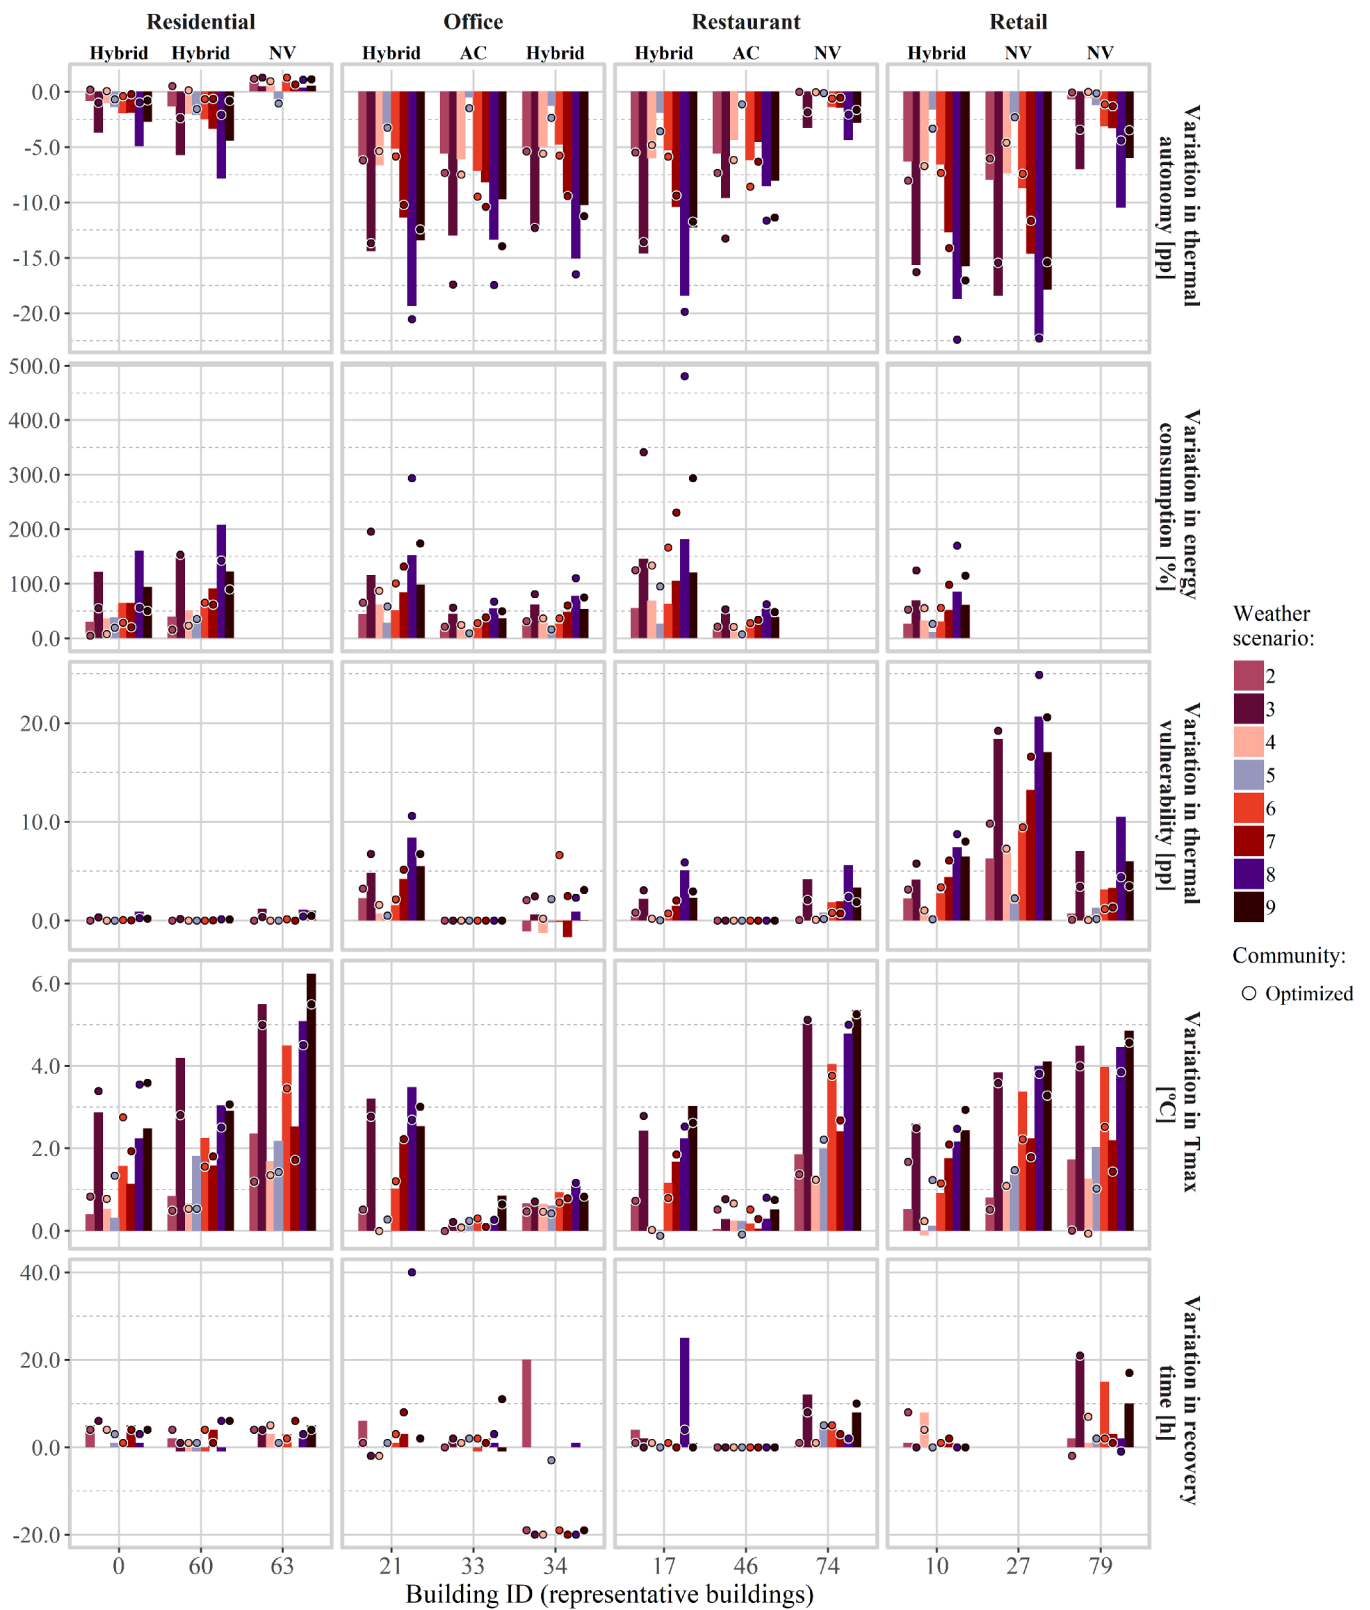 Residential Office Restaurant Retail
Hybrid Hybrid NV Hybrid AC Hybrid Hybrid AC NV Hybrid NV NV
0.0
-5.0
-10.0
-15.0
-20.0
Variation in thermal
autonomy [pp]
500.0
400.0
300.0
200.0
100.0
0.0
Variation in energy
consumption [%]
20.0
10.0
0.0
Variation in thermal
vulnerability [pp]
6.0
4.0
2.0
0.0
Variation in Tmax
[ºC]
40.0
20.0
0.0
-20.0
Variation in recovery
time [h]
0 60 63 21 33 34 17 46 74 10 27 79
Building ID (representative buildings)
Weather
scenario:
2
3
4
5
6
7
8
9
Community:
Optimized